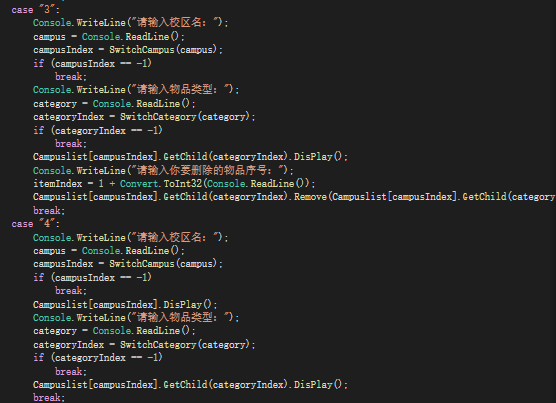 case "3":
Console.WriteLine("请输入校区名：");
campus = Console.ReadLine();
campusIndex = SwitchCampus(campus);
if (campusIndex == -1)
break;
Console.WriteLine("请输入物品类型：");
category = Console.ReadLine();
categoryIndex = SwitchCategory(category);
if (categoryIndex == -1)
break;
Campuslist[campusIndex].GetChild(categoryIndex).DisPlay();
Console.WriteLine("请输入你要删除的物品序号：");
itemIndex = 1 + Convert.ToInt32(Console.ReadLine());
Campuslist[campusIndex].GetChild(categoryIndex).Remove(Campuslist[campusIndex].GetChild(category
break;
case "4":
Console.WriteLine("请输入校区名：");
campus = Console.ReadLine();
campusIndex = SwitchCampus(campus);
if (campusIndex == -1)
break;
Campuslist[campusIndex].DisPlay();
Console.WriteLine("请输入物品类型：");
category = Console.ReadLine();
categoryIndex = SwitchCategory(category);
if (categoryIndex == -1)
break;
Campuslist[campusIndex].GetChild(categoryIndex).DisPlay();
break;